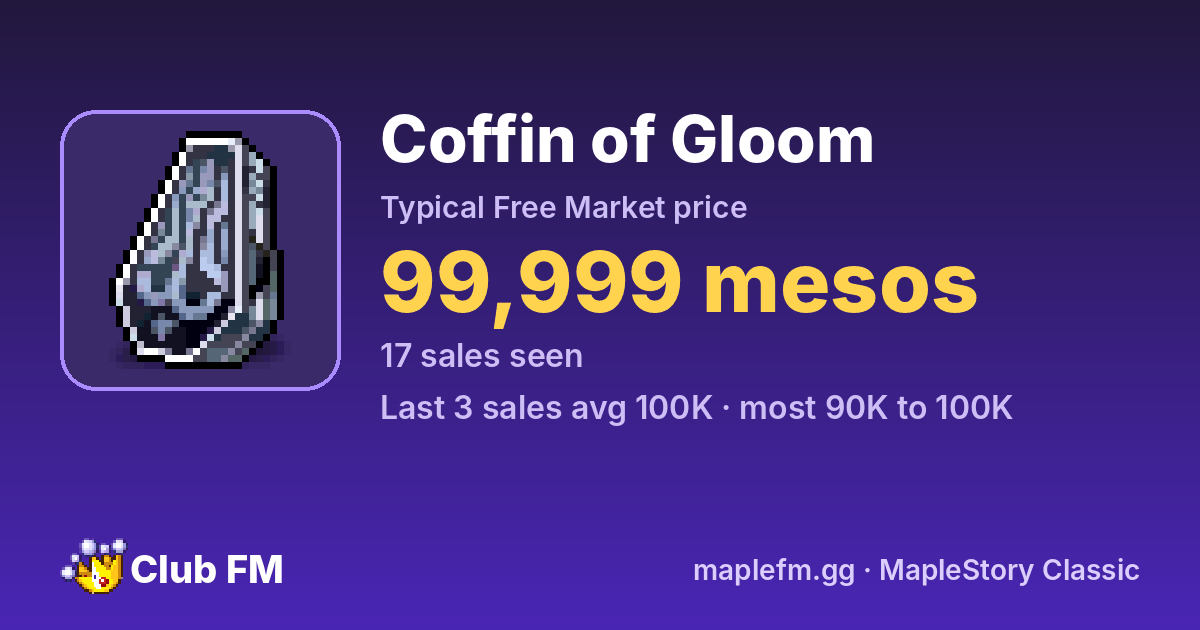 Coffin of Gloom
Typical Free Market price
99,999 mesos
17 sales seen
Last 3 sales avg 100K · most 90K to 100K
Club FM
maplefm.gg · MapleStory Classic